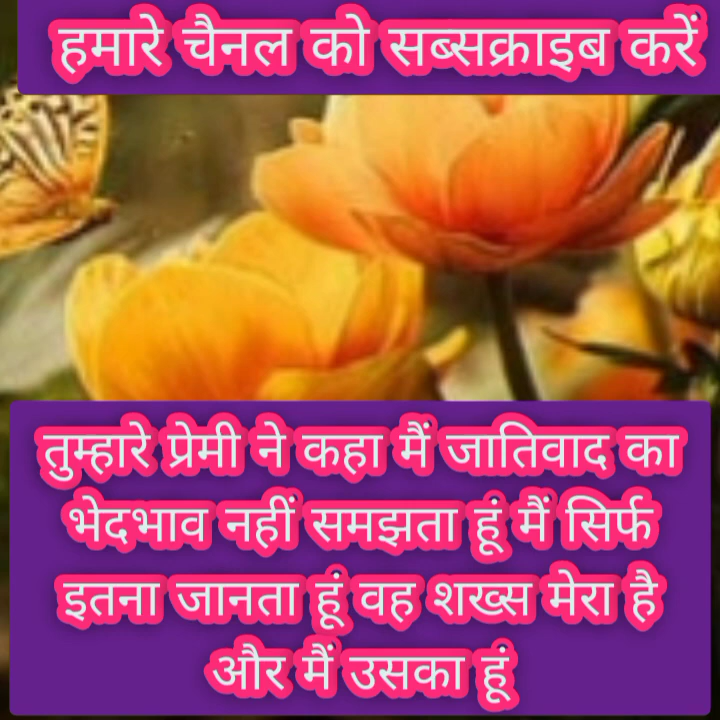 हमारे चैनल को सब्सक्राइब करें
तुम्हारे प्रेमी ने कहा मैं जातिवाद का
भेदभाव नहीं समझता हूं मैं सिर्फ
इतना जानता हूं वह शख्स मेरा है
और मैं उसका हूं